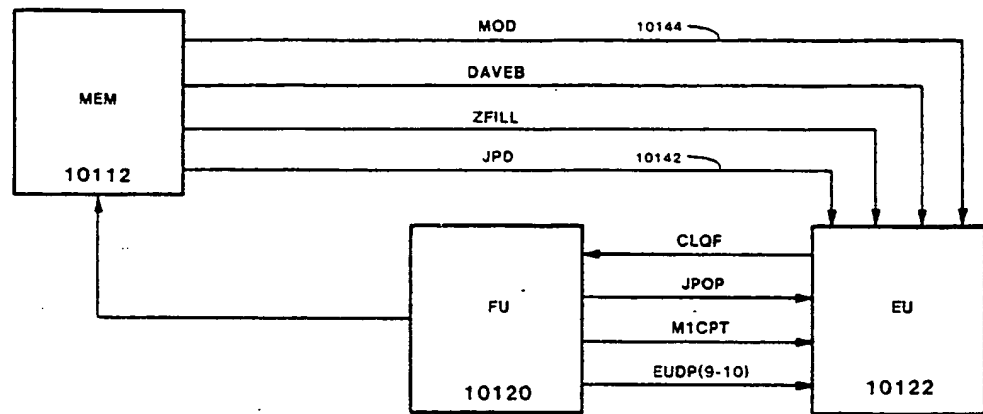 MOD
10144
DAVEB
MEM
ZFILL
JPD
10142
10112
CLQF
JPOP
FU
EU
M1CPT
EUDP(9-10)
10120
10122